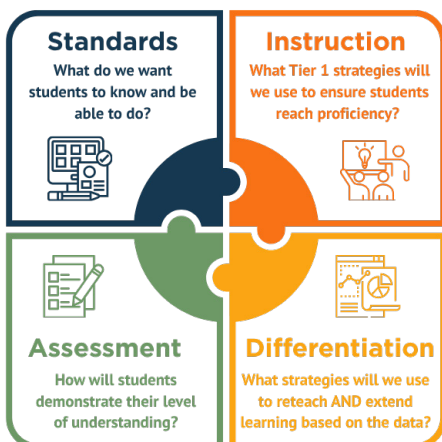 Standards
What do we want
students to know and be
able to do?
Instruction
What Tier 1 strategies will
we use to ensure students
reach proficiency?
Assessment
How will students
demonstrate their level
of understanding?
Differentiation
What strategies will we use
to reteach AND extend
learning based on the data?